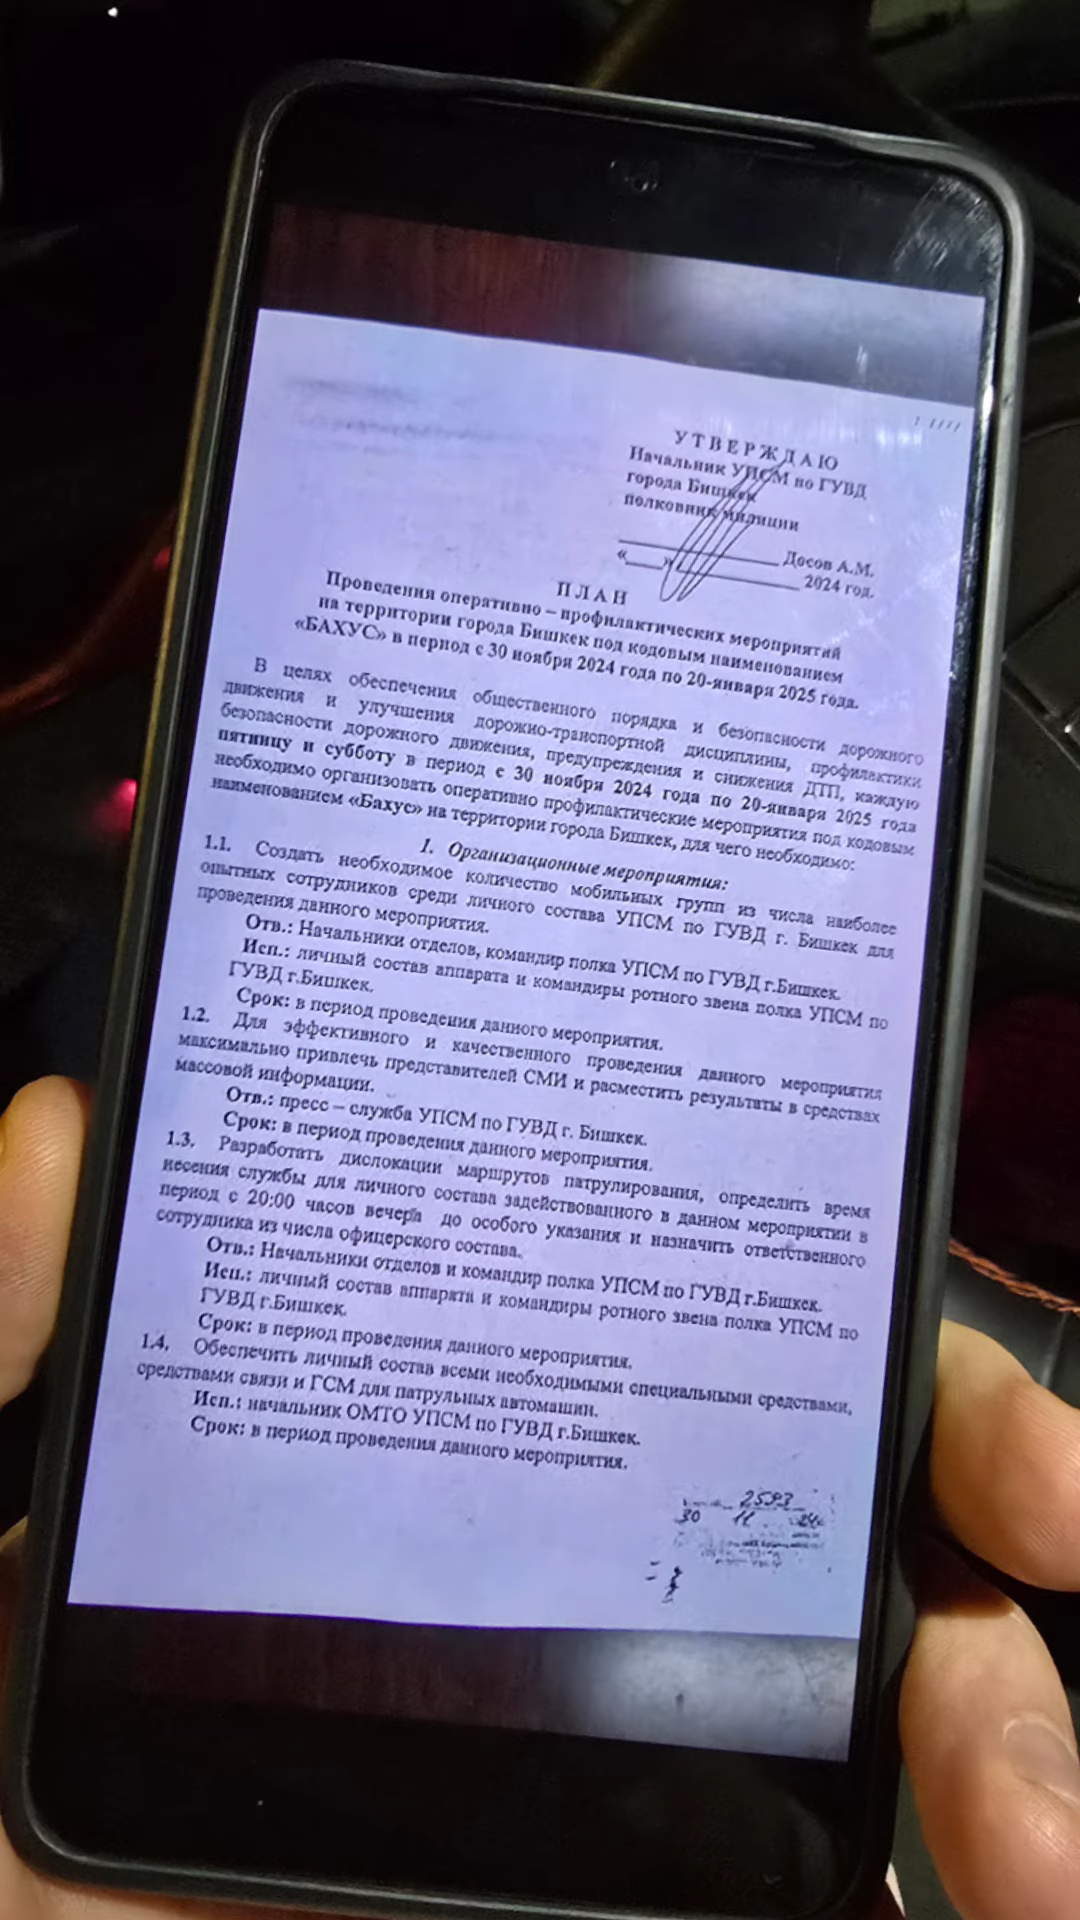 УТВЕРЖДАЮ
Начальник УПСМ по ГУВД
города Бишкек
полковник милиции
____________ Досов А.М.
«___»____________ 2024 год.
ПЛАН
Проведения оперативно – профилактических мероприятий
на территории города Бишкек под кодовым наименованием
«БАХУС» в период с 30 ноября 2024 года по 20-января 2025 года.
В целях обеспечения общественного порядка и безопасности дорожного
движения и улучшения дорожно-транспортной дисциплины, профилактики
безопасности дорожного движения, предупреждения и снижения ДТП, каждую
пятницу и субботу в период с 30 ноября 2024 года по 20-января 2025 года
необходимо организовать оперативно профилактические мероприятия под кодовым
наименованием «Бахус» на территории города Бишкек, для чего необходимо:
1. Организационные мероприятия:
1.1. Создать необходимое количество мобильных групп из числа наиболее
опытных сотрудников среди личного состава УПСМ по ГУВД г. Бишкек для
проведения данного мероприятия.
Отв.: Начальники отделов, командир полка УПСМ по ГУВД г.Бишкек.
Исп.: личный состав аппарата и командиры ротного звена полка УПСМ по
ГУВД г.Бишкек.
Срок: в период проведения данного мероприятия.
1.2. Для эффективного и качественного проведения данного мероприятия
максимально привлечь представителей СМИ и расместить результаты в средствах
массовой информации.
Отв.: пресс – служба УПСМ по ГУВД г. Бишкек.
Срок: в период проведения данного мероприятия.
1.3. Разработать дислокации маршрутов патрулирования, определить время
несения службы для личного состава задействованного в данном мероприятии в
период с 20:00 часов вечера до особого указания и назначить ответственного
сотрудника из числа офицерского состава.
Отв.: Начальники отделов и командир полка УПСМ по ГУВД г.Бишкек.
Исп.: личный состав аппарата и командиры ротного звена полка УПСМ по
ГУВД г.Бишкек.
Срок: в период проведения данного мероприятия.
1.4. Обеспечить личный состав всеми необходимыми специальными средствами,
средствами связи и ГСМ для патрульных автомашин.
Исп.: начальник ОМТО УПСМ по ГУВД г.Бишкек.
Срок: в период проведения данного мероприятия.
2593
30 11 24